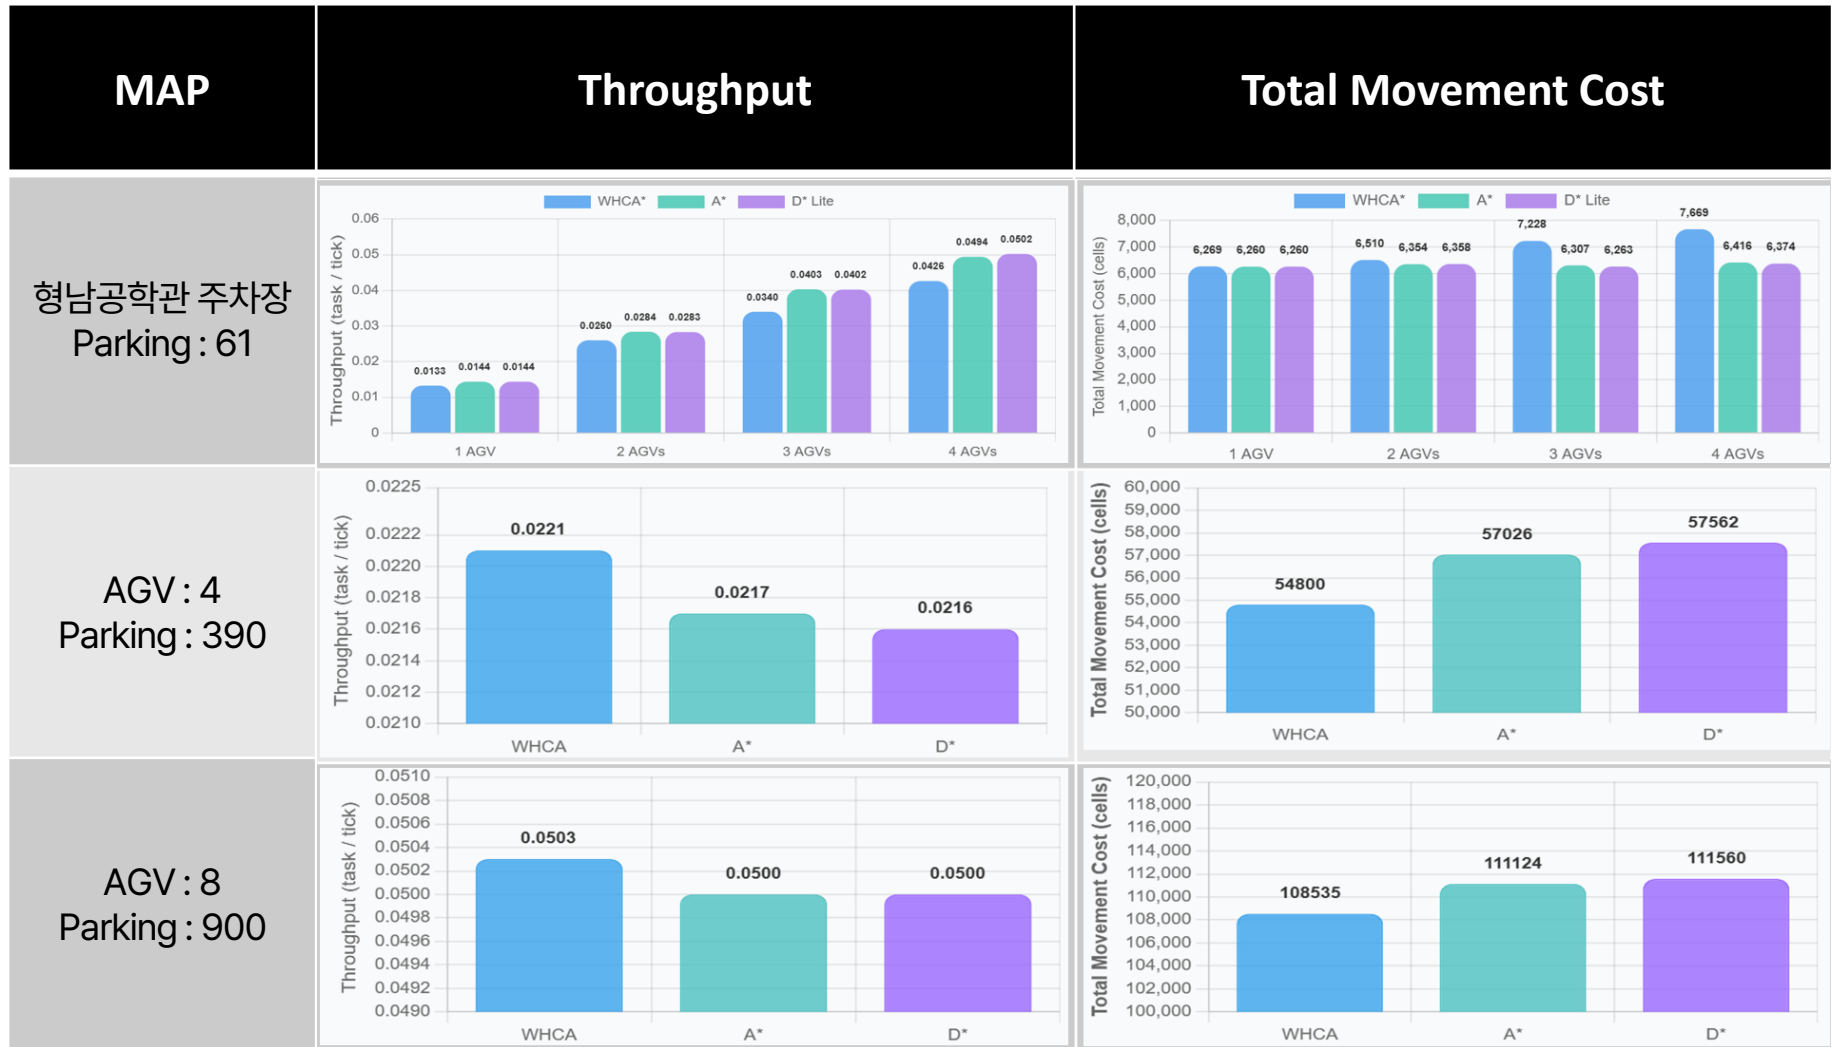 MAP
Throughput
Total Movement Cost
형남공학관 주차장
Parking : 61
WHCA* A* D* Lite
Throughput (task / tick)
0.06
0.05
0.04
0.03
0.02
0.01
0
0.0133 0.0144 0.0144
0.0260 0.0284 0.0283
0.0340 0.0403 0.0402
0.0426 0.0494 0.0502
1 AGV 2 AGVs 3 AGVs 4 AGVs
WHCA* A* D* Lite
Total Movement Cost (cells)
8,000
7,000
6,000
5,000
4,000
3,000
2,000
1,000
0
6,269 6,260 6,260
6,510 6,354 6,358
7,228 6,307 6,263
7,669 6,416 6,374
1 AGV 2 AGVs 3 AGVs 4 AGVs
AGV : 4
Parking : 390
Throughput (task / tick)
0.0225
0.0222
0.0220
0.0218
0.0216
0.0214
0.0212
0.0210
0.0221 0.0217 0.0216
WHCA A* D*
Total Movement Cost (cells)
60,000
59,000
58,000
57,000
56,000
55,000
54,000
53,000
52,000
51,000
50,000
54800 57026 57562
WHCA A* D*
AGV : 8
Parking : 900
Throughput (task / tick)
0.0510
0.0508
0.0506
0.0504
0.0502
0.0500
0.0498
0.0496
0.0494
0.0492
0.0490
0.0503 0.0500 0.0500
WHCA A* D*
Total Movement Cost (cells)
120,000
118,000
116,000
114,000
112,000
110,000
108,000
106,000
104,000
102,000
100,000
108535 111124 111560
WHCA A* D*